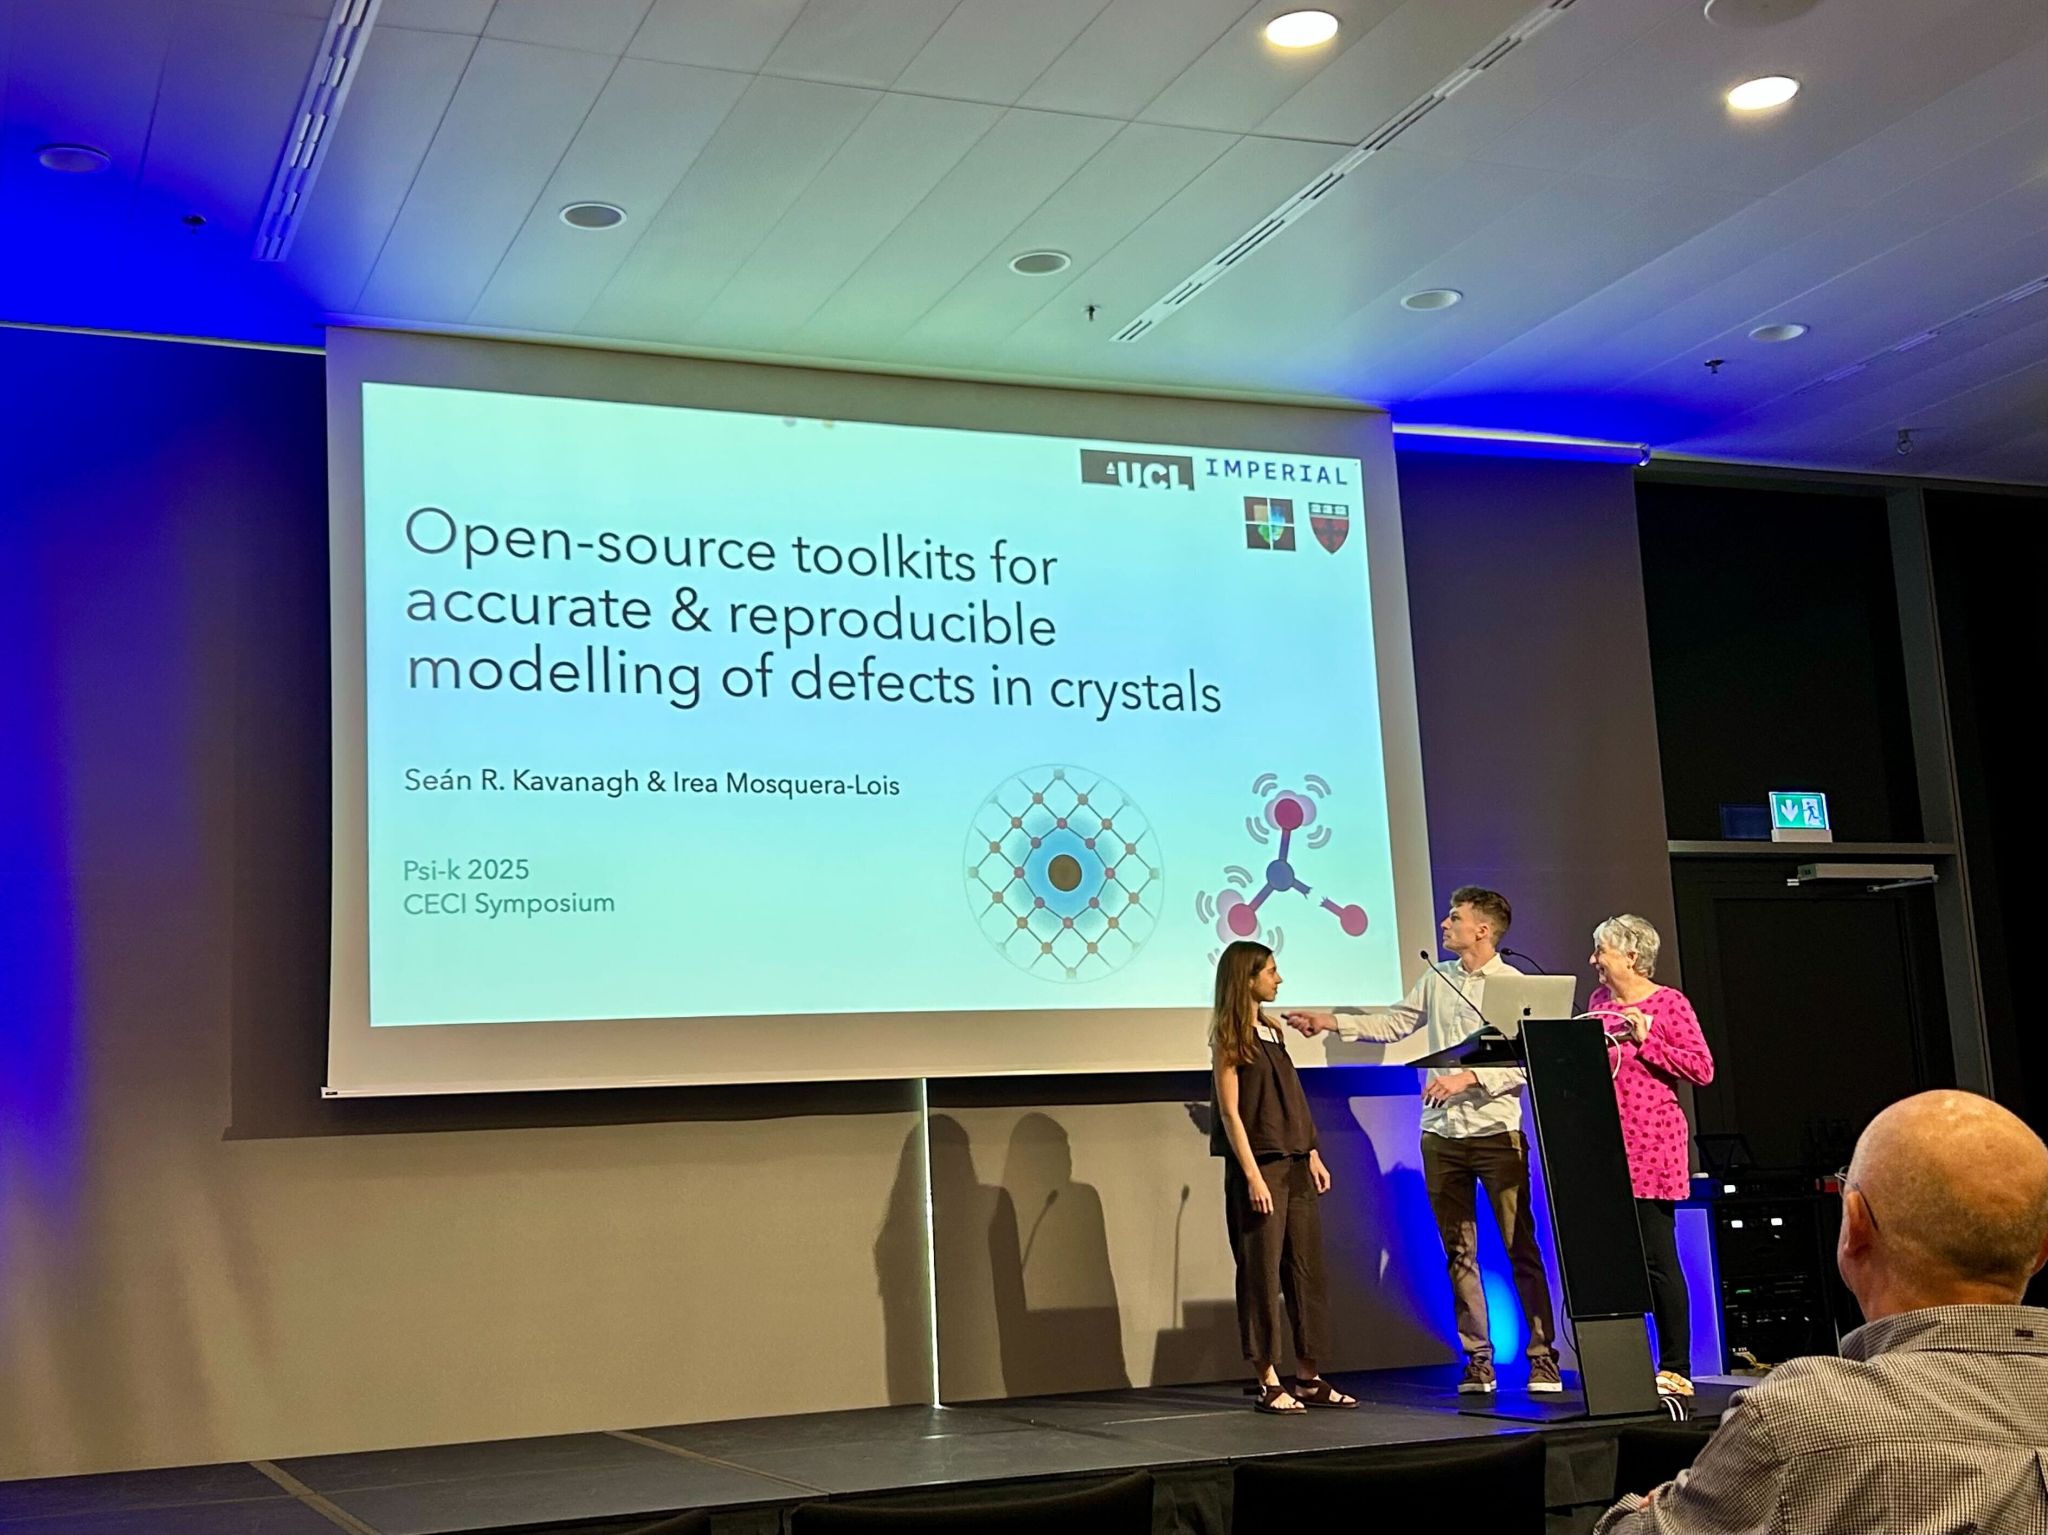 UCL IMPERIAL
Open-source toolkits for
accurate & reproducible
modelling of defects in crystals
Seán R. Kavanagh & Irea Mosquera-Lois
Psi-k 2025
CECI Symposium